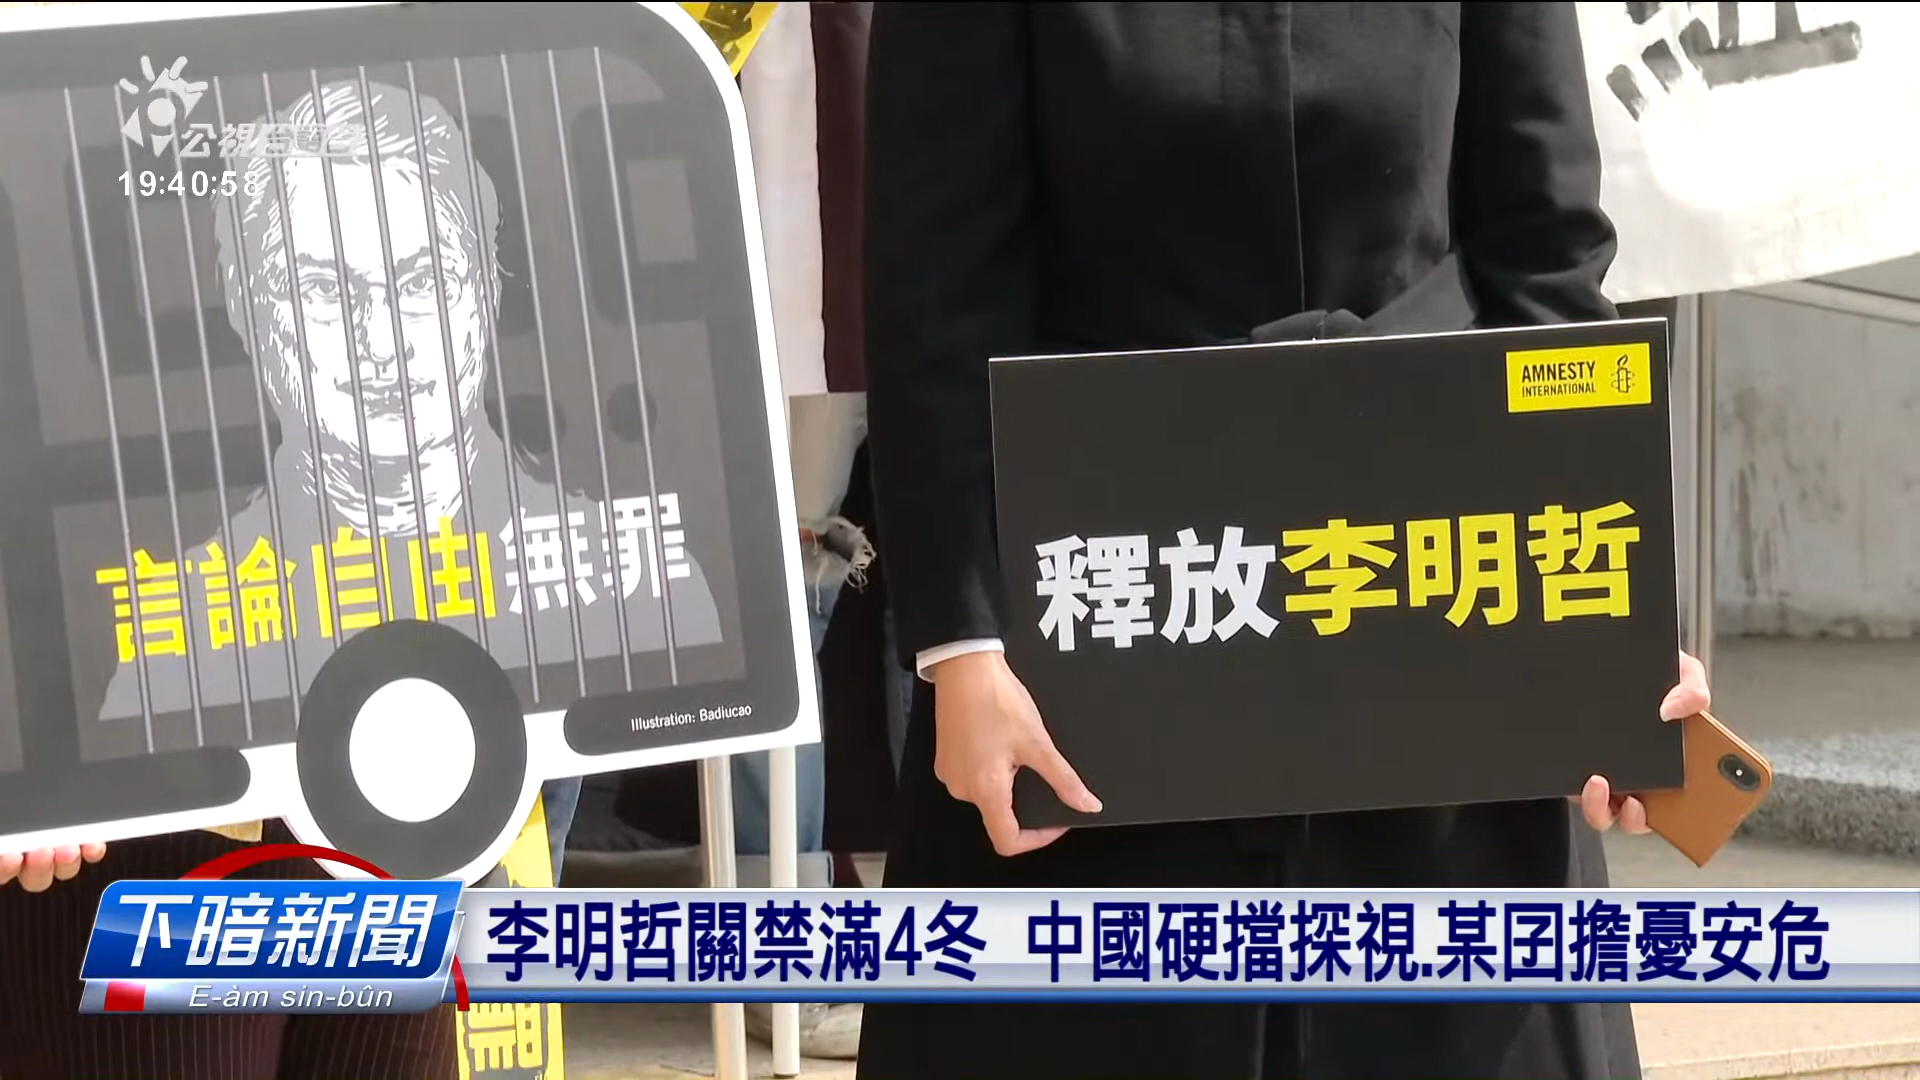 公視台語台
19:40:58
言論自由無罪
Illustration: Badiucao
AMNESTY
INTERNATIONAL
釋放李明哲
下暗新聞
E-àm sin-bûn
李明哲關禁滿4冬 中國硬擋探視.某囝擔憂安危
罪